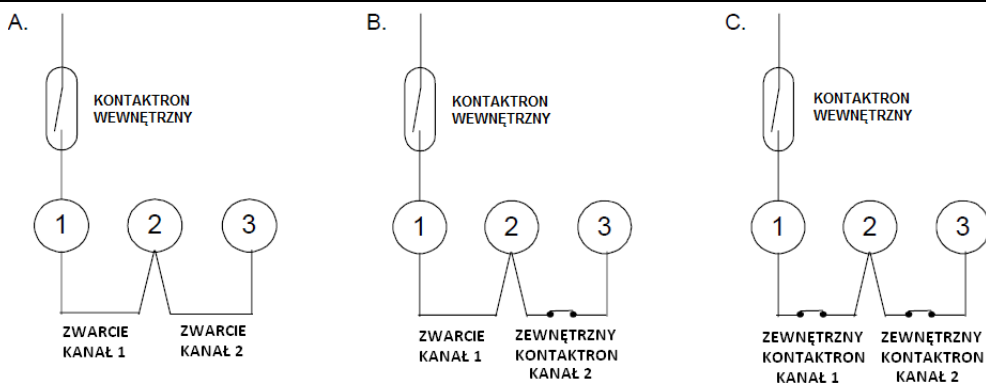 A.
KONTAKTRON
WEWNĘTRZNY
1
2
3
ZWARCIE
KANAŁ 1
ZWARCIE
KANAŁ 2
B.
KONTAKTRON
WEWNĘTRZNY
1
2
3
ZWARCIE
KANAŁ 1
ZEWNĘTRZNY
KONTAKTRON
KANAŁ 2
C.
KONTAKTRON
WEWNĘTRZNY
1
2
3
ZEWNĘTRZNY
KONTAKTRON
KANAŁ 1
ZEWNĘTRZNY
KONTAKTRON
KANAŁ 2